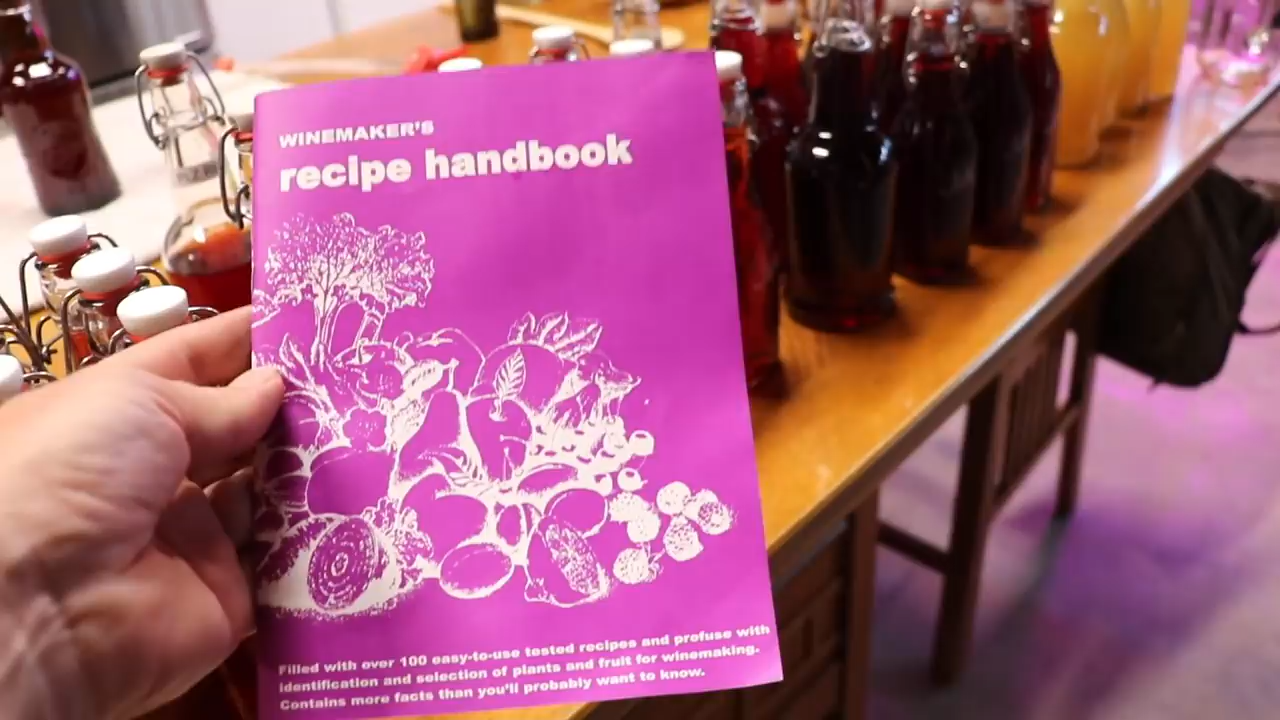 WINEMAKER'S
recipe handbook
Filled with over 100 easy-to-use tested recipes and profuse with
identification and selection of plants and fruit for winemaking.
Contains more facts than you'll probably want to know.